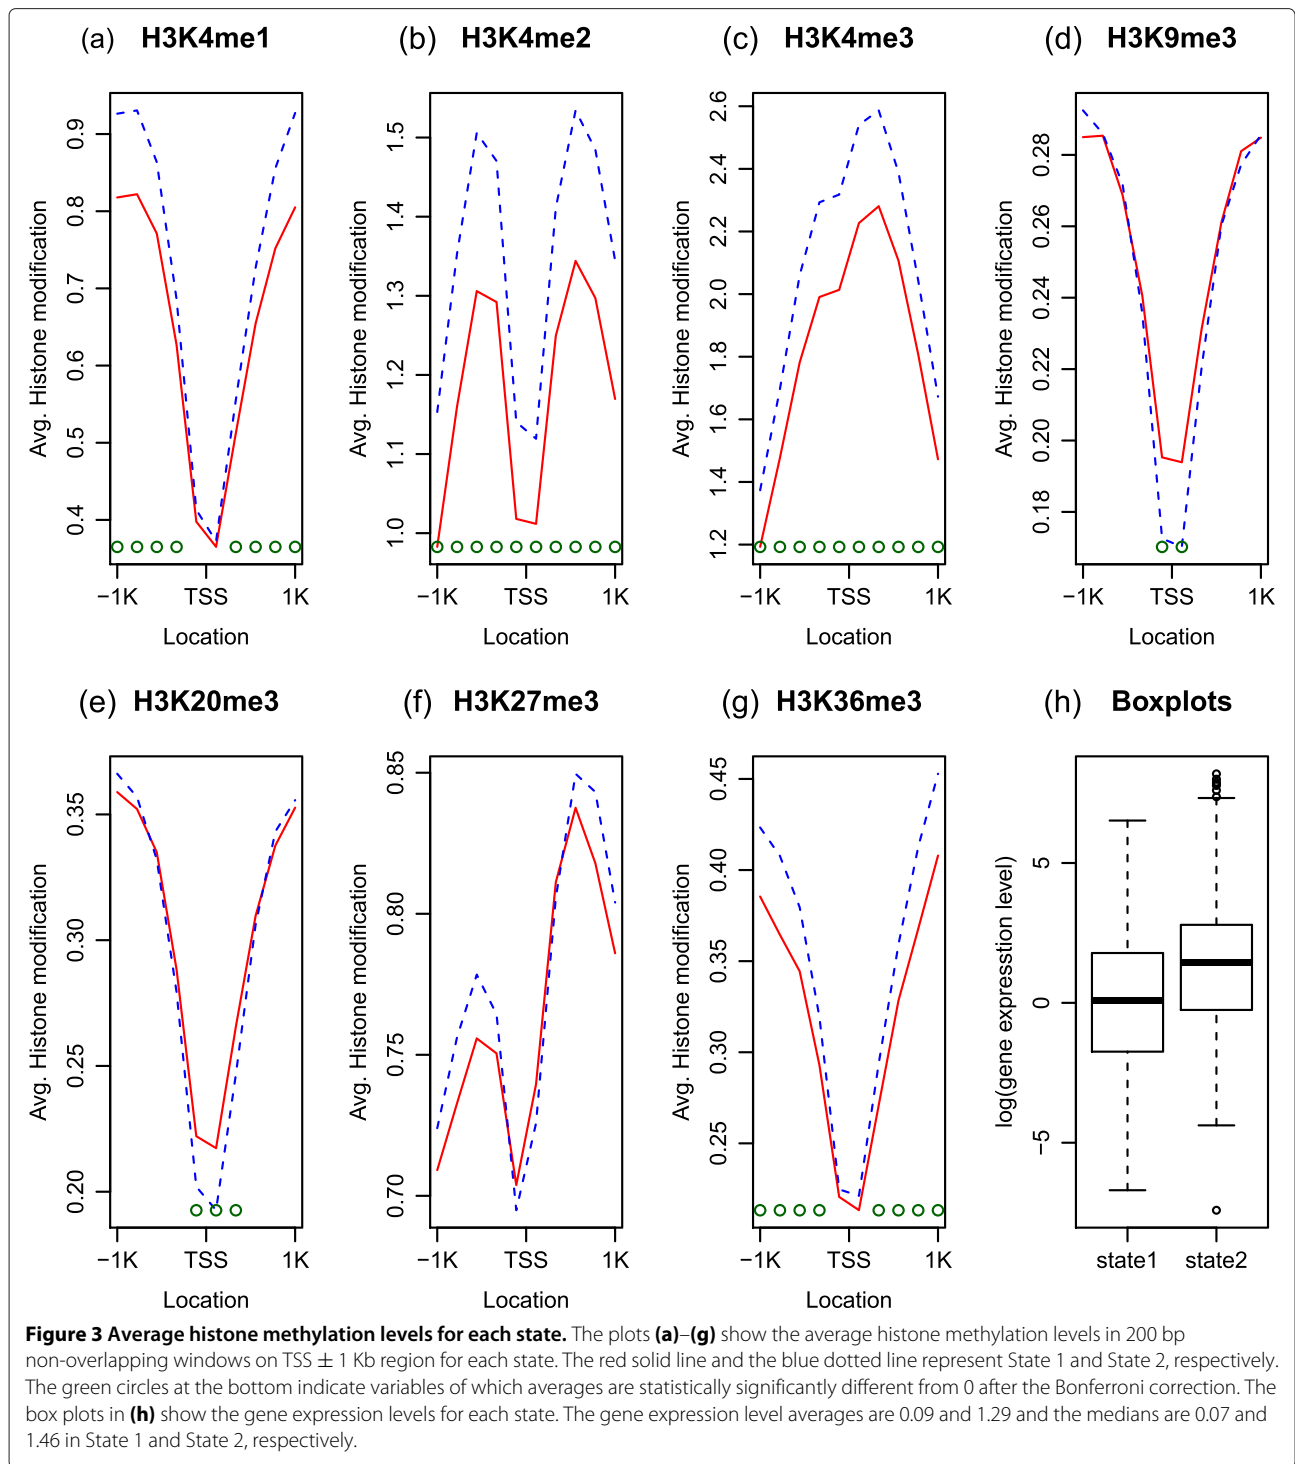 (a) H3K4me1
(b) H3K4me2
(c) H3K4me3
(d) H3K9me3
Avg. Histone modification
0.4 0.5 0.6 0.7 0.8 0.9
−1K TSS 1K
Location
Avg. Histone modification
1.0 1.1 1.2 1.3 1.4 1.5
−1K TSS 1K
Location
Avg. Histone modification
1.2 1.4 1.6 1.8 2.0 2.2 2.4 2.6
−1K TSS 1K
Location
Avg. Histone modification
0.18 0.20 0.22 0.24 0.26 0.28
−1K TSS 1K
Location
(e) H3K20me3
(f) H3K27me3
(g) H3K36me3
(h) Boxplots
Avg. Histone modification
0.20 0.25 0.30 0.35
−1K TSS 1K
Location
Avg. Histone modification
0.70 0.75 0.80 0.85
−1K TSS 1K
Location
Avg. Histone modification
0.25 0.30 0.35 0.40 0.45
−1K TSS 1K
Location
log(gene expression level)
−5 0 5
state1 state2
Figure 3 Average histone methylation levels for each state. The plots (a)–(g) show the average histone methylation levels in 200 bp
non-overlapping windows on TSS ± 1 Kb region for each state. The red solid line and the blue dotted line represent State 1 and State 2, respectively.
The green circles at the bottom indicate variables of which averages are statistically significantly different from 0 after the Bonferroni correction. The
box plots in (h) show the gene expression levels for each state. The gene expression level averages are 0.09 and 1.29 and the medians are 0.07 and
1.46 in State 1 and State 2, respectively.